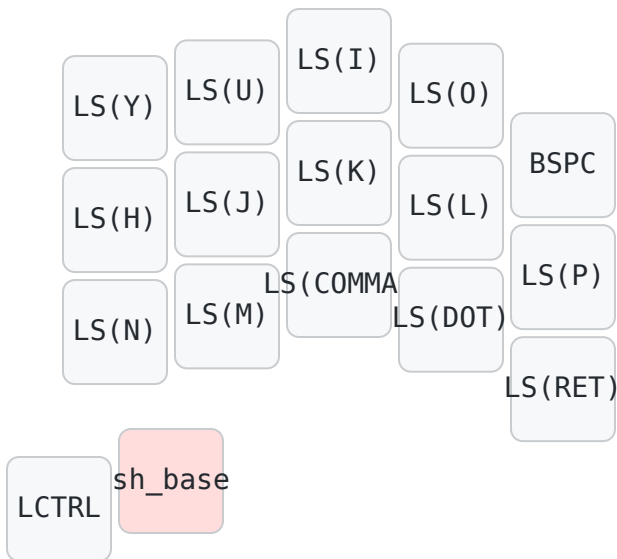 LS(Y)
LS(U)
LS(I)
LS(O)
BSPC
LS(H)
LS(J)
LS(K)
LS(L)
LS(P)
LS(N)
LS(M)
LS(COMMA
LS(DOT)
LS(RET)
LCTRL
sh_base